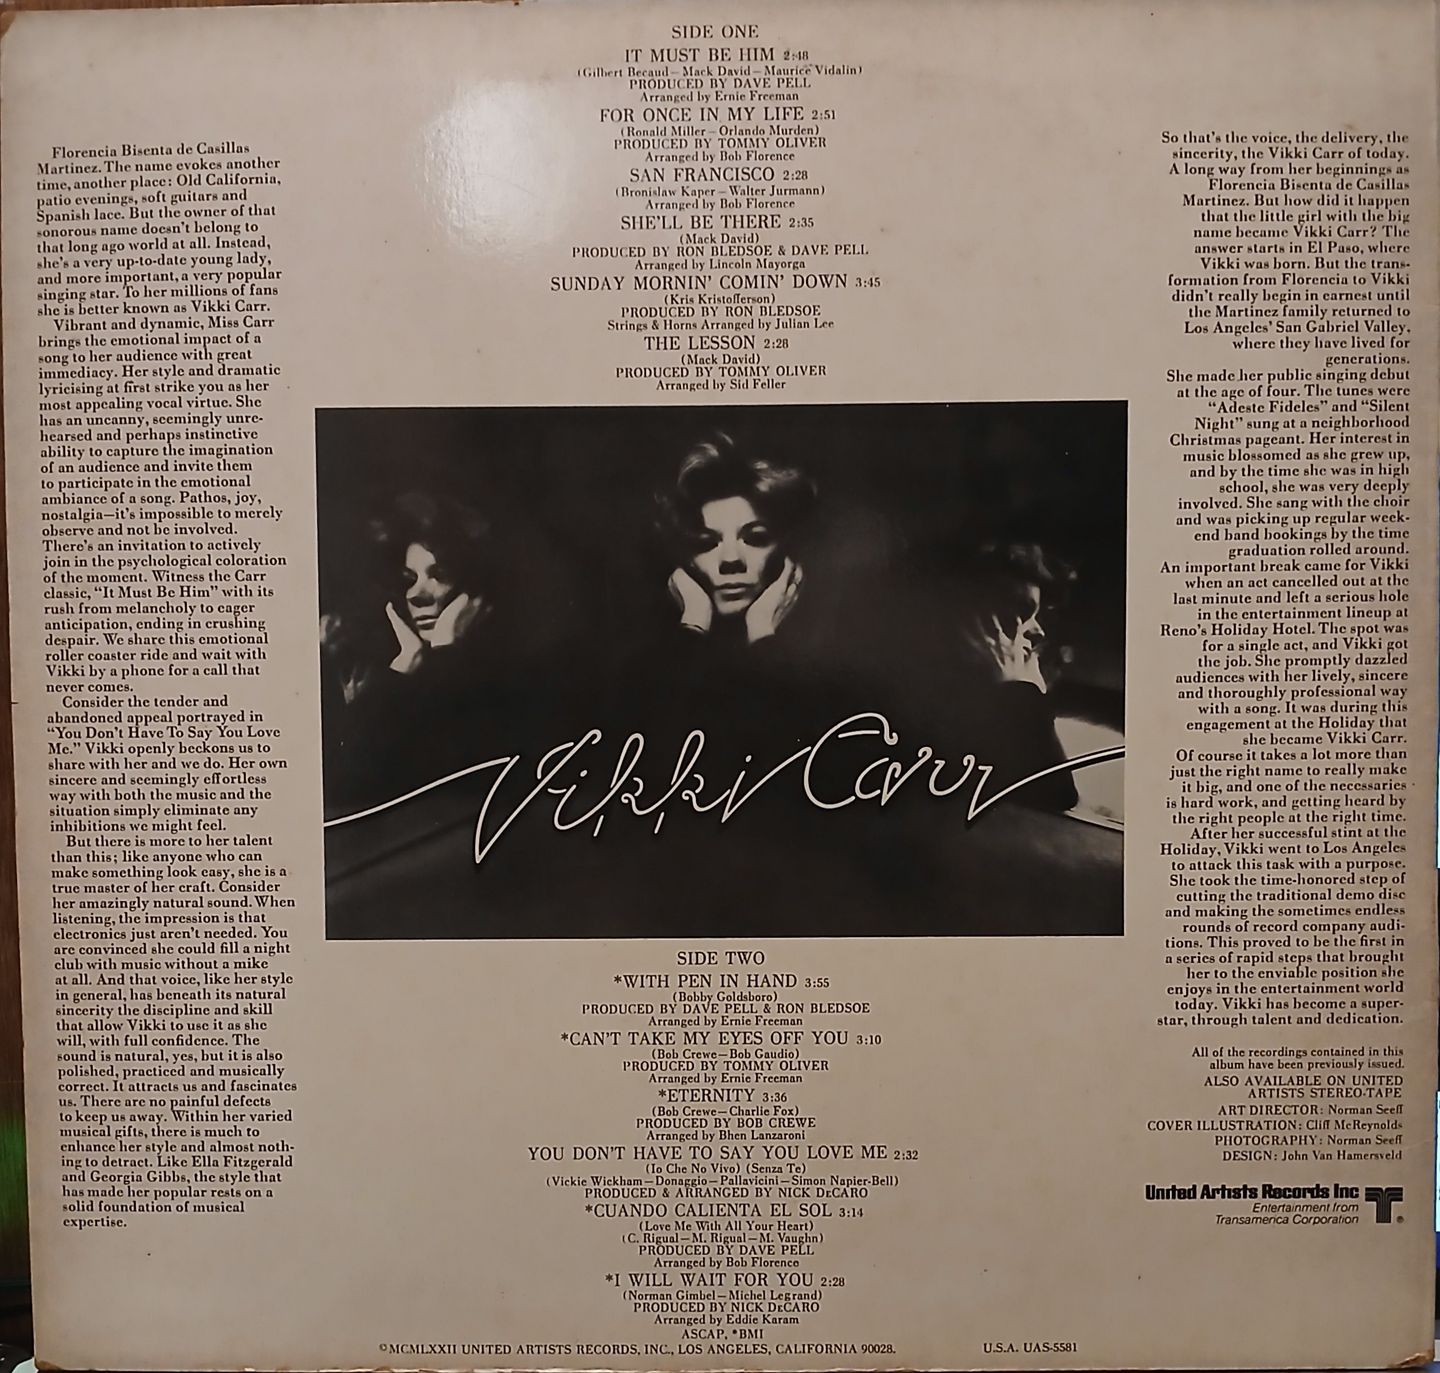 SIDE ONE
IT MUST BE HIM 2:48
(Gilbert Becaud—Mack David—Maurice Vidalin)
PRODUCED BY DAVE PELL
Arranged by Ernie Freeman
FOR ONCE IN MY LIFE 2:51
(Ronald Miller—Orlando Murden)
PRODUCED BY TOMMY OLIVER
Arranged by Bob Florence
SAN FRANCISCO 2:28
(Bronislaw Kaper—Walter Jurmann)
Arranged by Bob Florence
SHE'LL BE THERE 2:35
(Mack David)
PRODUCED BY RON BLEDSOE & DAVE PELL
Arranged by Lincoln Mayorga
SUNDAY MORNIN' COMIN' DOWN 3:45
(Kris Kristofferson)
PRODUCED BY RON BLEDSOE
Strings & Horns Arranged by Julian Lee
THE LESSON 2:28
(Mack David)
PRODUCED BY TOMMY OLIVER
Arranged by Sid Feller
Florencia Bisenta de Casillas
Martinez. The name evokes another
time, another place: Old California,
patio evenings, soft guitars and
Spanish lace. But the owner of that
sonorous name doesn't belong to
that long ago world at all. Instead,
she's a very up-to-date young lady,
and more important, a very popular
singing star. To her millions of fans
she is better known as Vikki Carr.
Vibrant and dynamic, Miss Carr
brings the emotional impact of a
song to her audience with great
immediacy. Her style and dramatic
lyricising at first strike you as her
most appealing vocal virtue. She
has an uncanny, seemingly unre-
hearsed and perhaps instinctive
ability to capture the imagination
of an audience and invite them
to participate in the emotional
ambiance of a song. Pathos, joy,
nostalgia—it's impossible to merely
observe and not be involved.
There's an invitation to actively
join in the psychological coloration
of the moment. Witness the Carr
classic, "It Must Be Him" with its
rush from melancholy to eager
anticipation, ending in crushing
despair. We share this emotional
roller coaster ride and wait with
Vikki by a phone for a call that
never comes.
Consider the tender and
abandoned appeal portrayed in
"You Don't Have To Say You Love
Me." Vikki openly beckons us to
share with her and we do. Her own
sincere and seemingly effortless
way with both the music and the
situation simply eliminate any
inhibitions we might feel.
But there is more to her talent
than this; like anyone who can
make something look easy, she is a
true master of her craft. Consider
her amazingly natural sound. When
listening, the impression is that
electronics just aren't needed. You
are convinced she could fill a night
club with music without a mike
at all. And that voice, like her style
in general, has beneath its natural
sincerity the discipline and skill
that allow Vikki to use it as she
will, with full confidence. The
sound is natural, yes, but it is also
polished, practiced and musically
correct. It attracts us and fascinates
us. There are no painful defects
to keep us away. Within her varied
musical gifts, there is much to
enhance her style and almost noth-
ing to detract. Like Ella Fitzgerald
and Georgia Gibbs, the style that
has made her popular rests on a
solid foundation of musical
expertise.
Vikki Carr
So that's the voice, the delivery, the
sincerity, the Vikki Carr of today.
A long way from her beginnings as
Florencia Bisenta de Casillas
Martinez. But how did it happen
that the little girl with the big
name became Vikki Carr? The
answer starts in El Paso, where
Vikki was born. But the trans-
formation from Florencia to Vikki
didn't really begin in earnest until
the Martinez family returned to
Los Angeles' San Gabriel Valley,
where they have lived for
generations.
She made her public singing debut
at the age of four. The tunes were
"Adeste Fideles" and "Silent
Night" sung at a neighborhood
Christmas pageant. Her interest in
music blossomed as she grew up,
and by the time she was in high
school, she was very deeply
involved. She sang with the choir
and was picking up regular week-
end band bookings by the time
graduation rolled around.
An important break came for Vikki
when an act cancelled out at the
last minute and left a serious hole
in the entertainment lineup at
Reno's Holiday Hotel. The spot was
for a single act, and Vikki got
the job. She promptly dazzled
audiences with her lively, sincere
and thoroughly professional way
with a song. It was during this
engagement at the Holiday that
she became Vikki Carr.
Of course it takes a lot more than
just the right name to really make
it big, and one of the necessaries
is hard work, and getting heard by
the right people at the right time.
After her successful stint at the
Holiday, Vikki went to Los Angeles
to attack this task with a purpose.
She took the time-honored step of
cutting the traditional demo disc
and making the sometimes endless
rounds of record company audi-
tions. This proved to be the first in
a series of rapid steps that brought
her to the enviable position she
enjoys in the entertainment world
today. Vikki has become a super-
star, through talent and dedication.
All of the recordings contained in this
album have been previously issued.
ALSO AVAILABLE ON UNITED
ARTISTS STEREO-TAPE
ART DIRECTOR: Norman Seeff
COVER ILLUSTRATION: Cliff McReynolds
PHOTOGRAPHY: Norman Seeff
DESIGN: John Van Hamersveld
United Artists Records Inc
Entertainment from
Transamerica Corporation
®
SIDE TWO
*WITH PEN IN HAND 3:55
(Bobby Goldsboro)
PRODUCED BY DAVE PELL & RON BLEDSOE
Arranged by Ernie Freeman
*CAN'T TAKE MY EYES OFF YOU 3:10
(Bob Crewe—Bob Gaudio)
PRODUCED BY TOMMY OLIVER
Arranged by Ernie Freeman
*ETERNITY 3:36
(Bob Crewe—Charlie Fox)
PRODUCED BY BOB CREWE
Arranged by Bhen Lanzaroni
YOU DON'T HAVE TO SAY YOU LOVE ME 2:32
(Io Che No Vivo) (Senza Te)
(Vickie Wickham—Donaggio—Pallavicini—Simon Napier-Bell)
PRODUCED & ARRANGED BY NICK DeCARO
*CUANDO CALIENTA EL SOL 3:14
(Love Me With All Your Heart)
(C. Rigual—M. Rigual—M. Vaughn)
PRODUCED BY DAVE PELL
Arranged by Bob Florence
*I WILL WAIT FOR YOU 2:28
(Norman Gimbel—Michel Legrand)
PRODUCED BY NICK DeCARO
Arranged by Eddie Karam
ASCAP, *BMI
©MCMLXXII UNITED ARTISTS RECORDS, INC., LOS ANGELES, CALIFORNIA 90028.
U.S.A. UAS-5581